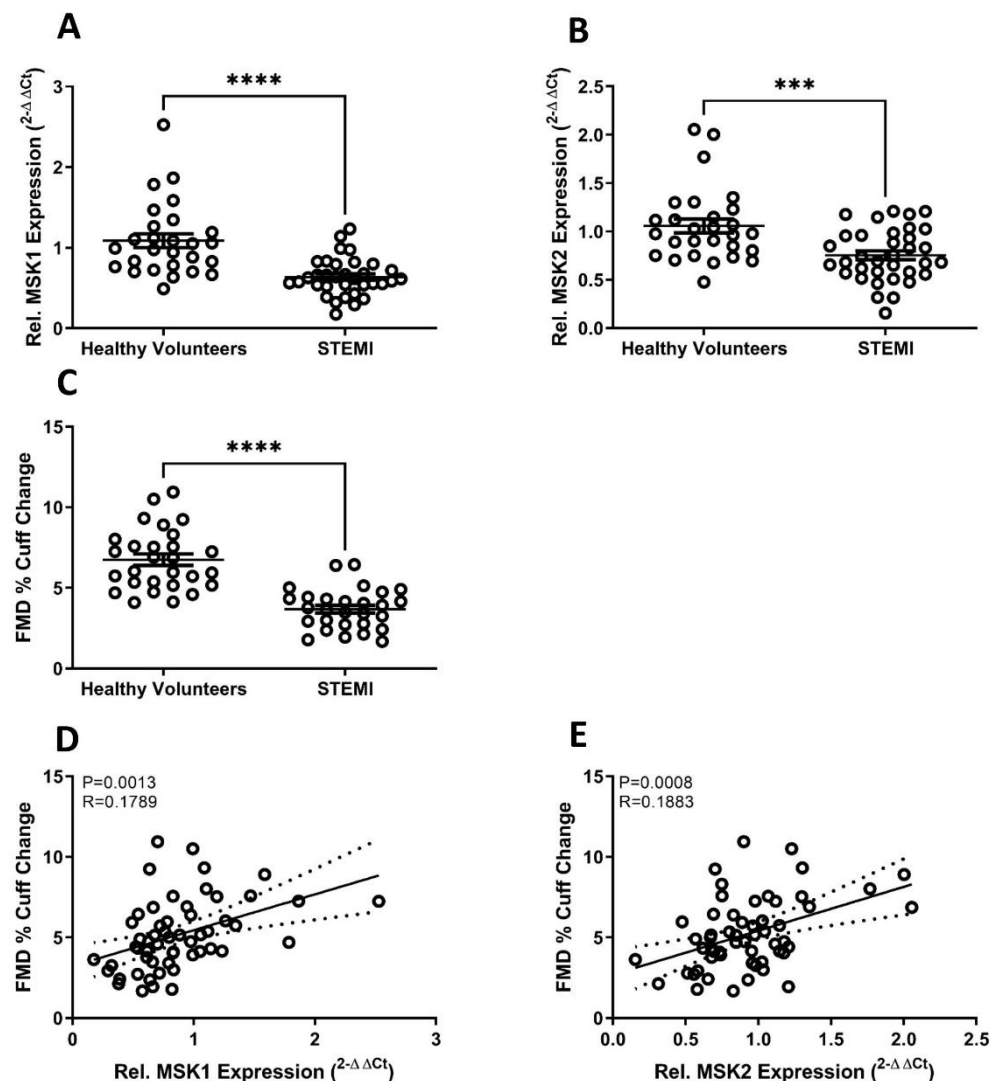 A
Rel. MSK1 Expression (2-Δ ΔCt)
3
2
1
0
****
Healthy Volunteers
STEMI
B
Rel. MSK2 Expression (2-Δ ΔCt)
2.5
2.0
1.5
1.0
0.5
0.0
***
Healthy Volunteers
STEMI
C
FMD % Cuff Change
15
10
5
0
****
Healthy Volunteers
STEMI
D
P=0.0013
R=0.1789
FMD % Cuff Change
15
10
5
0
0
1
2
3
Rel. MSK1 Expression (2-Δ ΔCt)
E
P=0.0008
R=0.1883
FMD % Cuff Change
15
10
5
0
0.0
0.5
1.0
1.5
2.0
2.5
Rel. MSK2 Expression (2-Δ ΔCt)